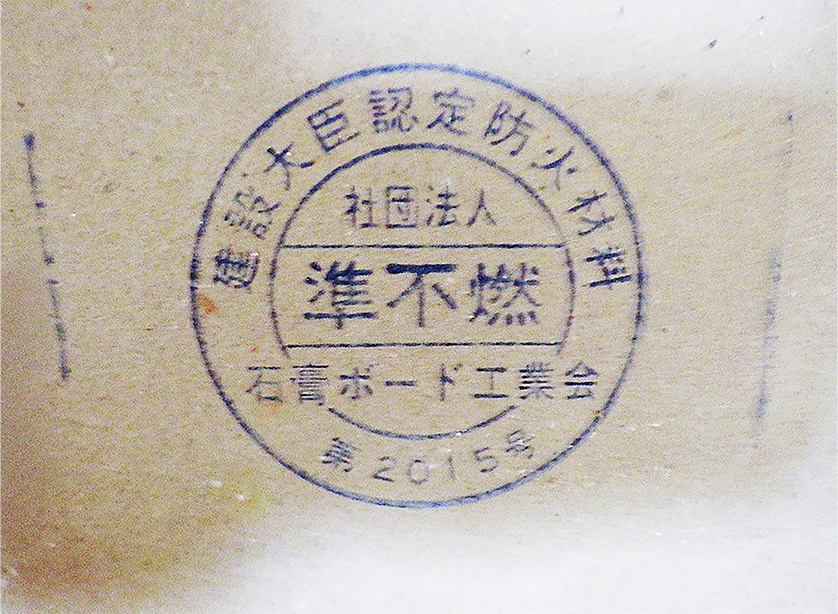 建設大臣認定防火材料
社団法人
準不燃
石膏ボード工業会
第2015号